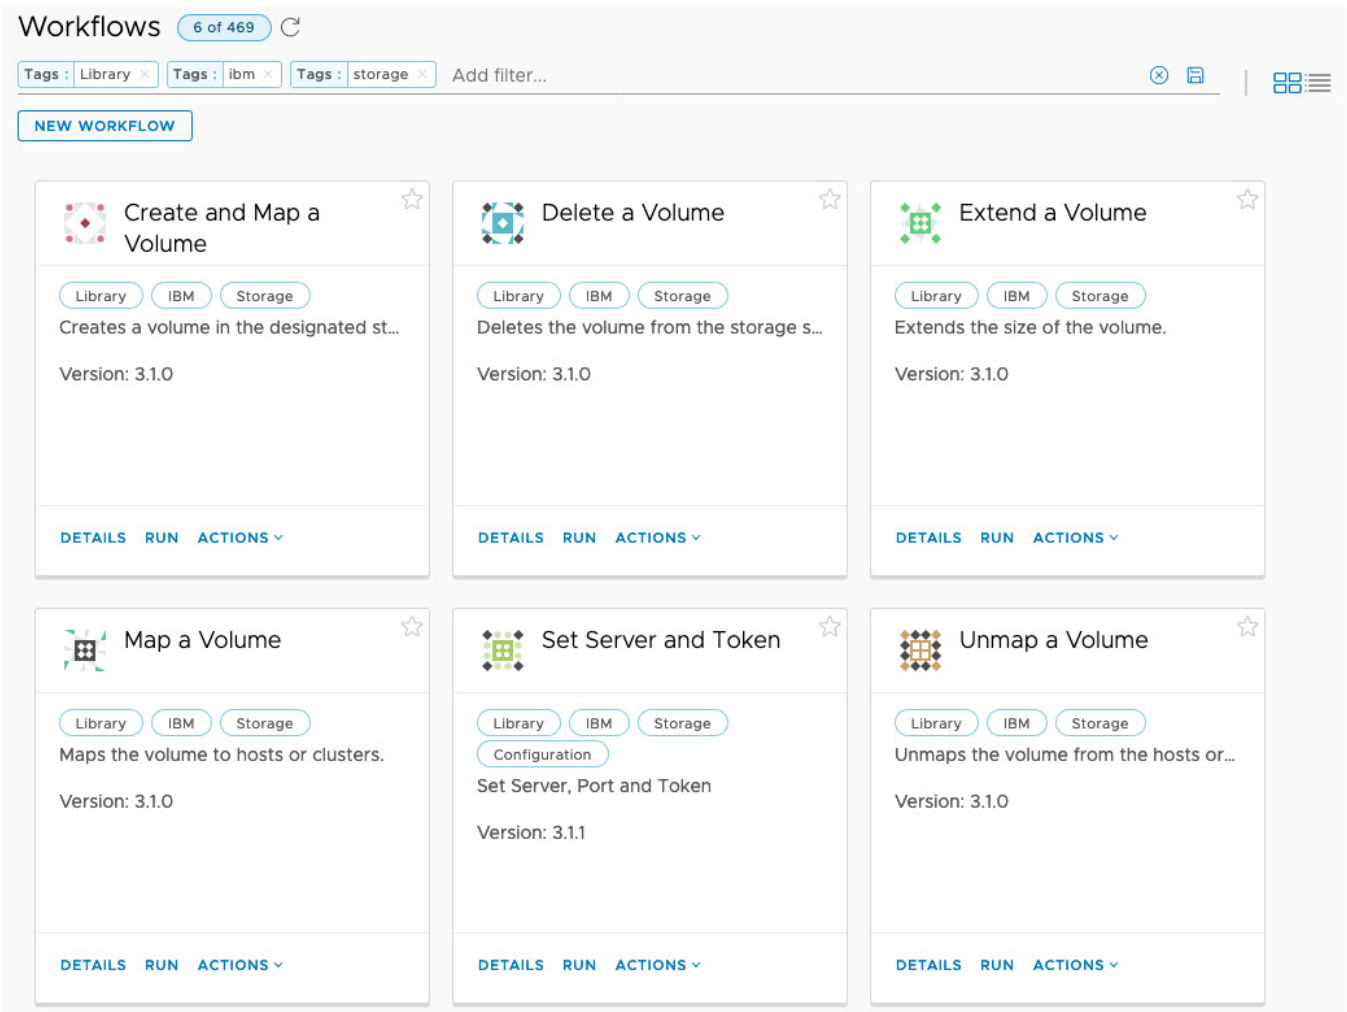 Workflows 6 of 469
Tags : Library × Tags : ibm × Tags : storage × Add filter...
NEW WORKFLOW
Create and Map a
Volume
Library IBM Storage
Creates a volume in the designated st...
Version: 3.1.0
DETAILS RUN ACTIONS
Delete a Volume
Library IBM Storage
Deletes the volume from the storage s...
Version: 3.1.0
DETAILS RUN ACTIONS
Extend a Volume
Library IBM Storage
Extends the size of the volume.
Version: 3.1.0
DETAILS RUN ACTIONS
Map a Volume
Library IBM Storage
Maps the volume to hosts or clusters.
Version: 3.1.0
DETAILS RUN ACTIONS
Set Server and Token
Library IBM Storage
Configuration
Set Server, Port and Token
Version: 3.1.1
DETAILS RUN ACTIONS
Unmap a Volume
Library IBM Storage
Unmaps the volume from the hosts or...
Version: 3.1.0
DETAILS RUN ACTIONS